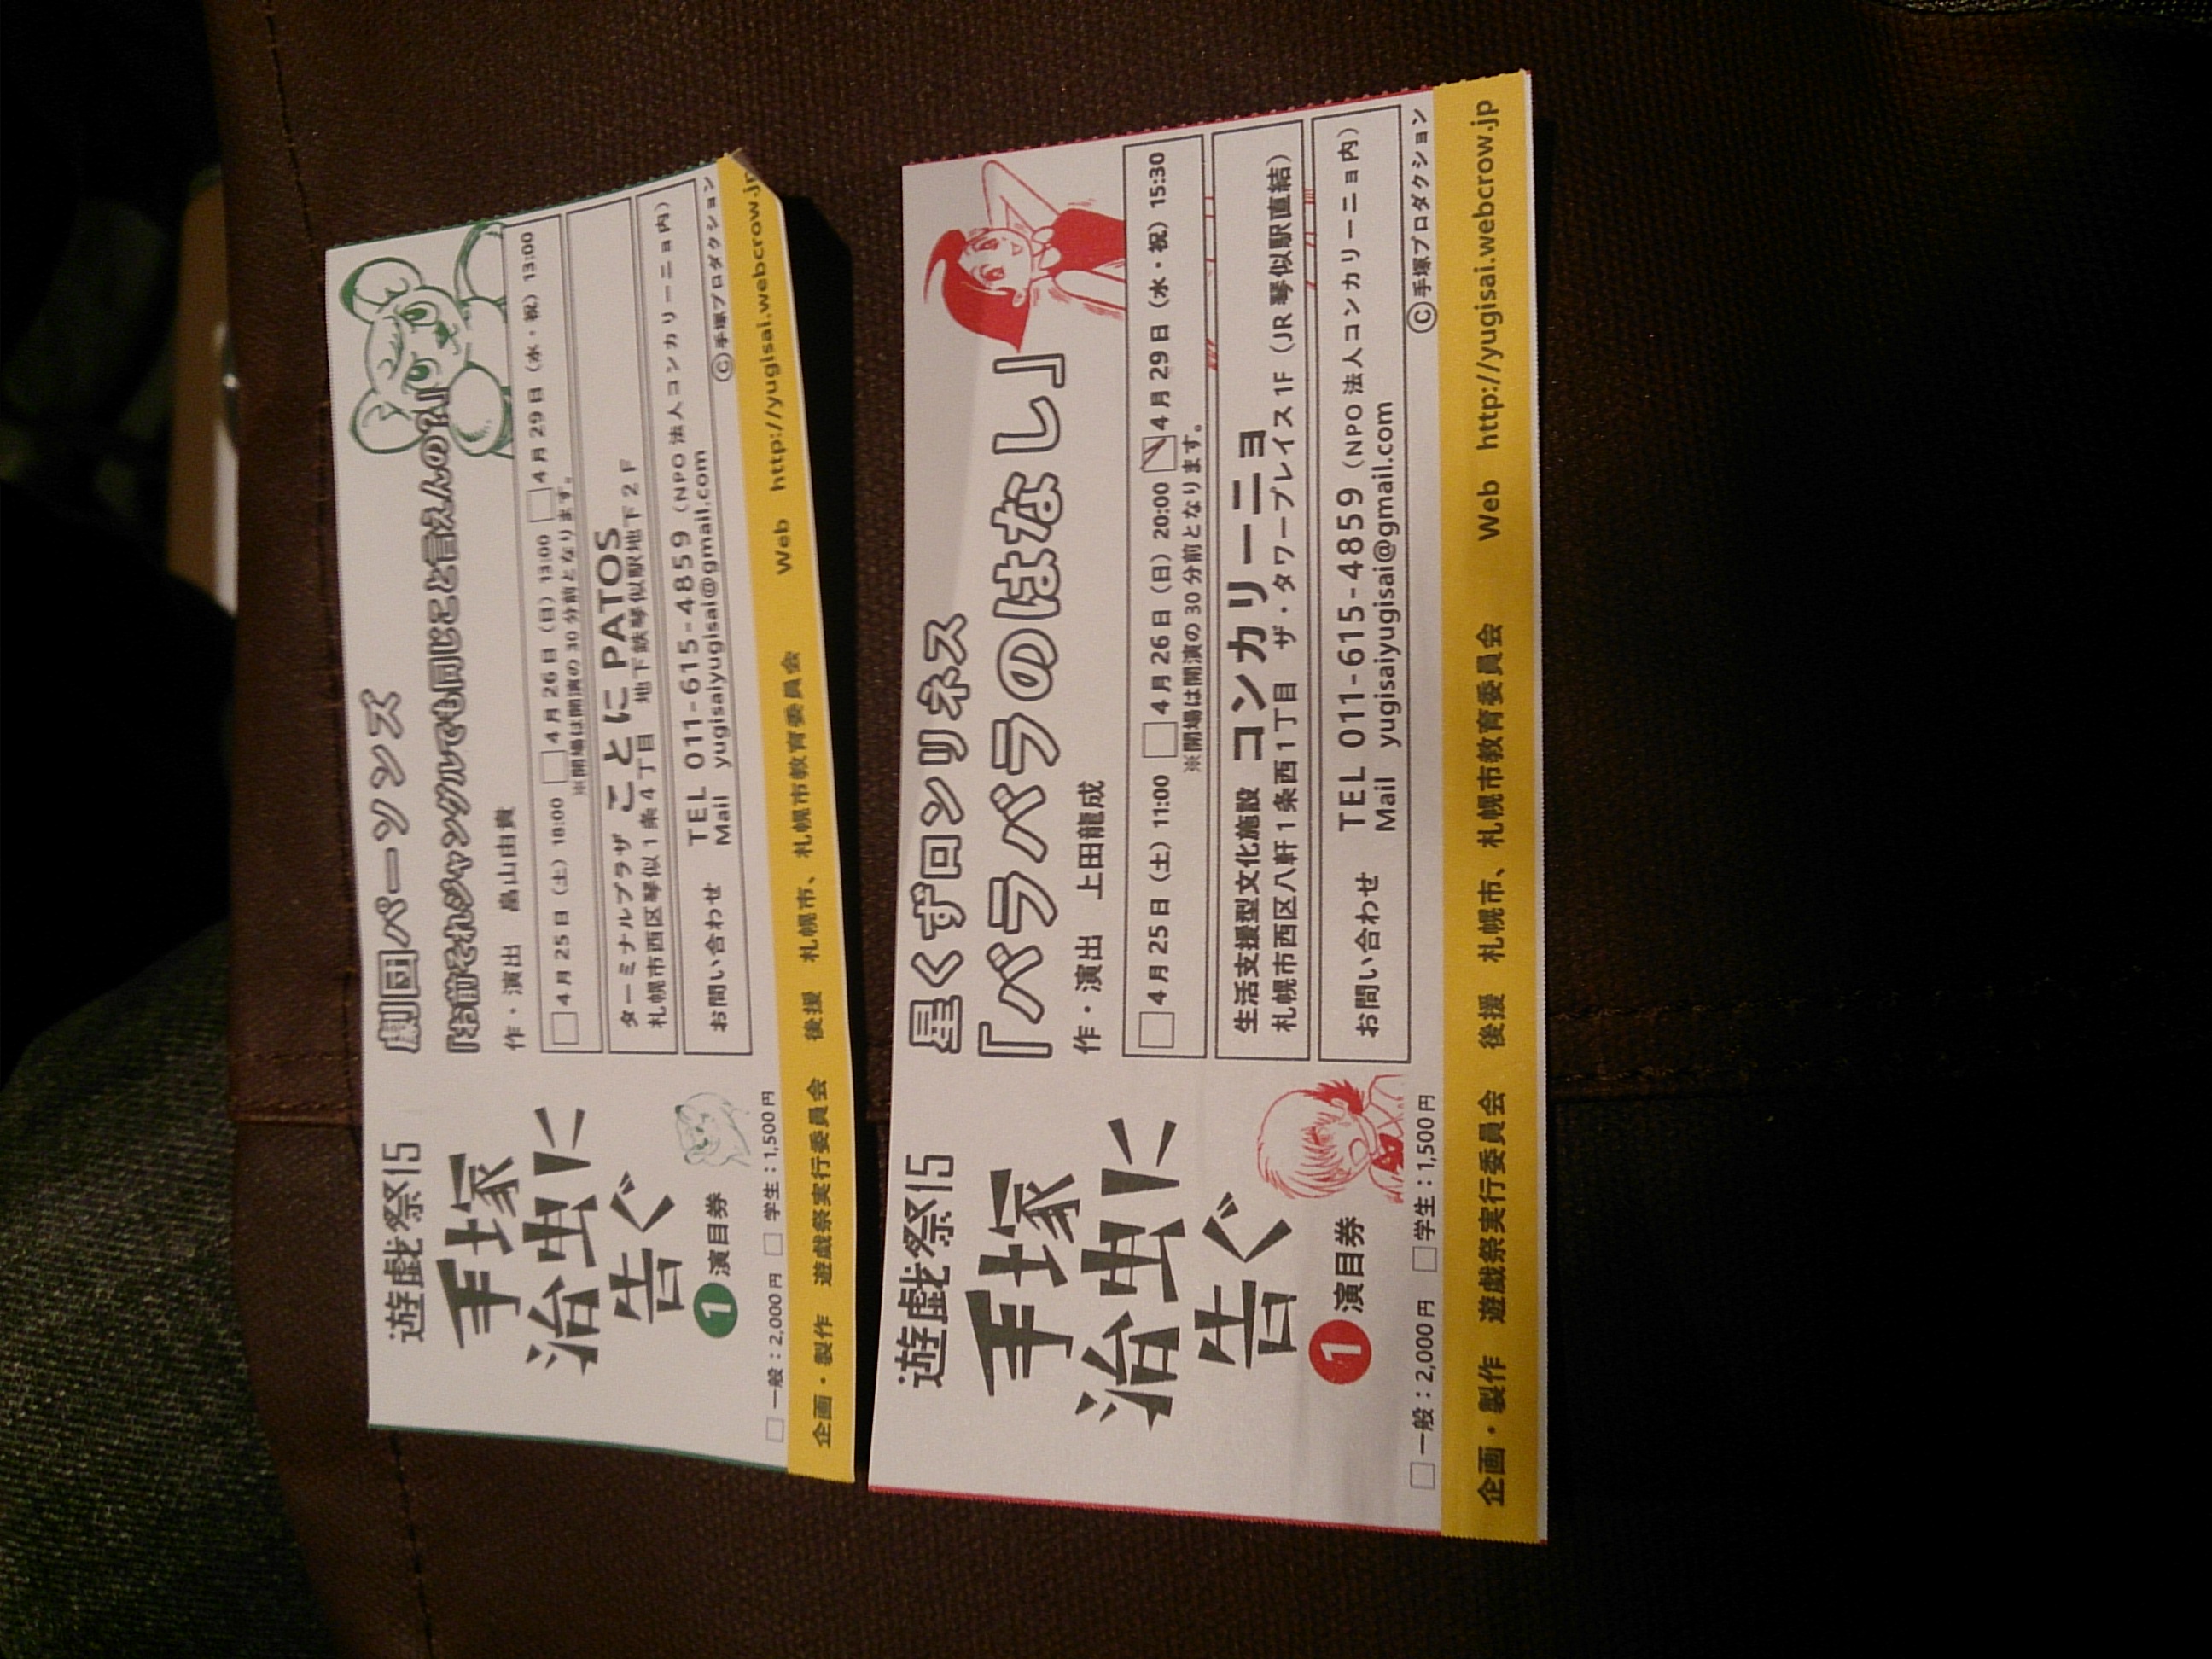 遊戯祭15
手塚
治虫に
告ぐ
1 演目券
一般：2,000円 学生：1,500円
劇団パーソンズ
「お前それジャングルでも同じこと言えんの？」
作・演出 畠山由貴
4月25日（土）18:00 4月26日（日）13:00 4月29日（水・祝）13:00
※開場は開演の30分前となります。
ターミナルプラザ ことにPATOS
札幌市西区琴似1条4丁目 地下鉄琴似駅地下2F
お問い合わせ TEL 011-615-4859（NPO法人コンカリーニョ内）
Mail yugisaiyugisai@gmail.com
©手塚プロダクション
企画・製作 遊戯祭実行委員会 後援 札幌市、札幌市教育委員会 Web http://yugisai.webcrow.jp
遊戯祭15
手塚
治虫に
告ぐ
1 演目券
一般：2,000円 学生：1,500円
星くずロンリネス
「バラバラのはなし」
作・演出 上田龍成
4月25日（土）11:00 4月26日（日）20:00 4月29日（水・祝）15:30
※開場は開演の30分前となります。
生活支援型文化施設 コンカリーニョ
札幌市西区八軒1条西1丁目 ザ・タワープレイス1F（JR琴似駅直結）
お問い合わせ TEL 011-615-4859（NPO法人コンカリーニョ内）
Mail yugisaiyugisai@gmail.com
©手塚プロダクション
企画・製作 遊戯祭実行委員会 後援 札幌市、札幌市教育委員会 Web http://yugisai.webcrow.jp